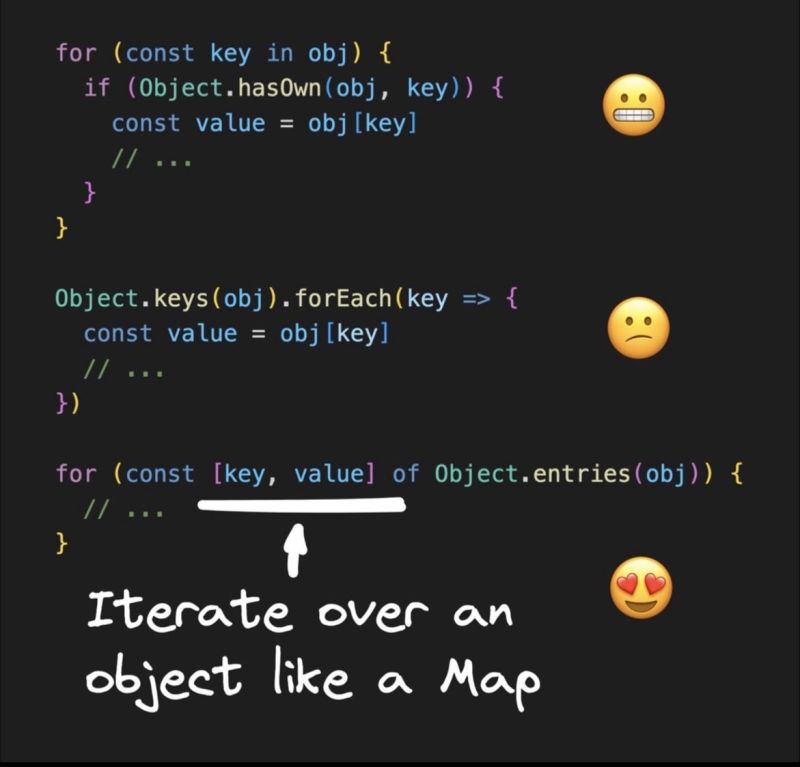 for (const key in obj) {
  if (Object.hasOwn(obj, key)) {
    const value = obj[key]
    // ...
  }
}
Object.keys(obj).forEach(key => {
  const value = obj[key]
  // ...
})
for (const [key, value] of Object.entries(obj)) {
  // ...
}
Iterate over an
object like a Map